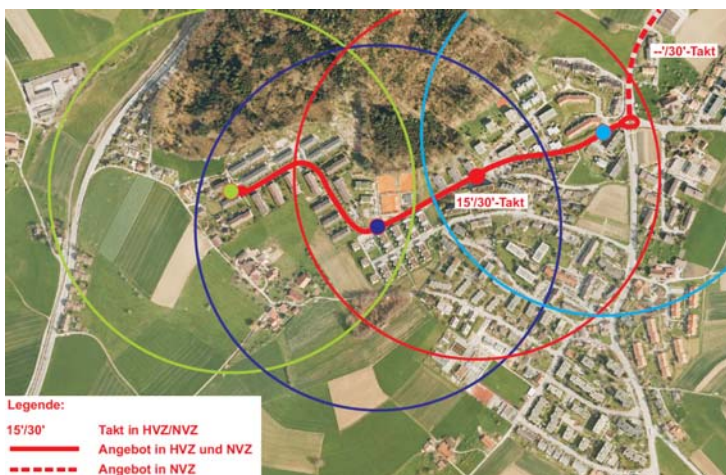 --'/30'-Takt
15'/30'-Takt
Legende:
15'/30' Takt in HVZ/NVZ
Angebot in HVZ und NVZ
Angebot in NVZ